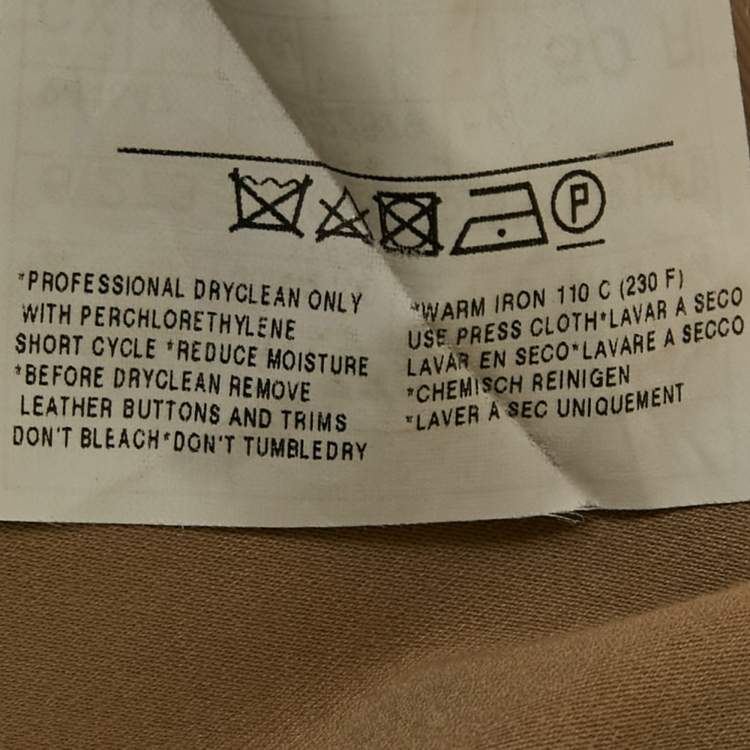 P
*PROFESSIONAL DRYCLEAN ONLY
WITH PERCHLORETHYLENE
SHORT CYCLE *REDUCE MOISTURE
*BEFORE DRYCLEAN REMOVE
LEATHER BUTTONS AND TRIMS
DON'T BLEACH*DON'T TUMBLEDRY
*WARM IRON 110 C (230 F)
USE PRESS CLOTH*LAVAR A SECO
LAVAR EN SECO*LAVARE A SECCO
*CHEMISCH REINIGEN
*LAVER A SEC UNIQUEMENT